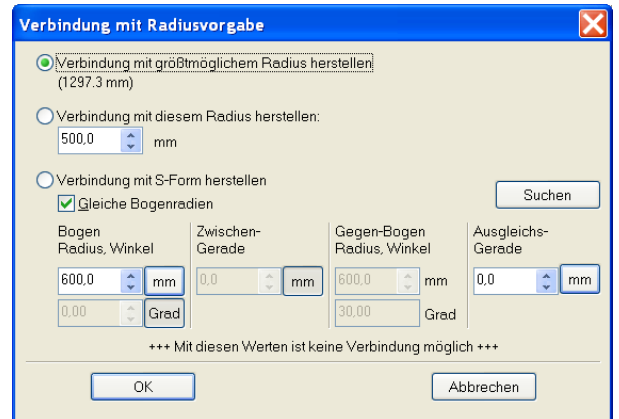 Verbindung mit Radiusvorgabe
Verbindung mit größtmöglichem Radius herstellen
(1297.3 mm)
Verbindung mit diesem Radius herstellen:
500,0 mm
Verbindung mit S-Form herstellen
Gleiche Bogenradien
Suchen
Bogen Zwischen- Gegen-Bogen Ausgleichs-
Radius, Winkel Gerade Radius, Winkel Gerade
600,0 mm 0,0 mm 600,0 mm 0,0 mm
0,00 Grad 30,00 Grad
+++ Mit diesen Werten ist keine Verbindung möglich +++
OK Abbrechen